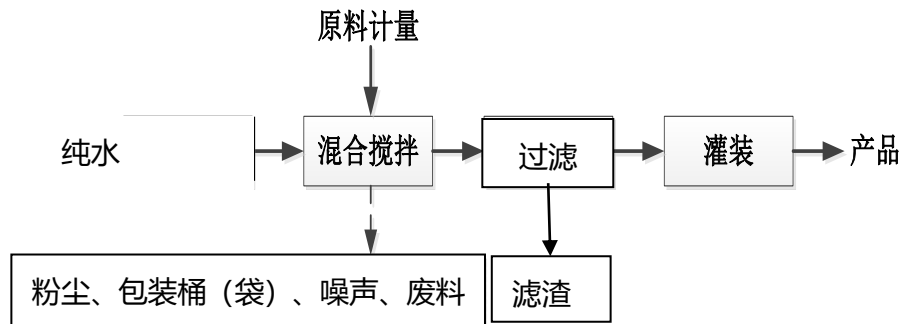 原料计量
纯水
混合搅拌
过滤
灌装
产品
粉尘、包装桶（袋）、噪声、废料
滤渣